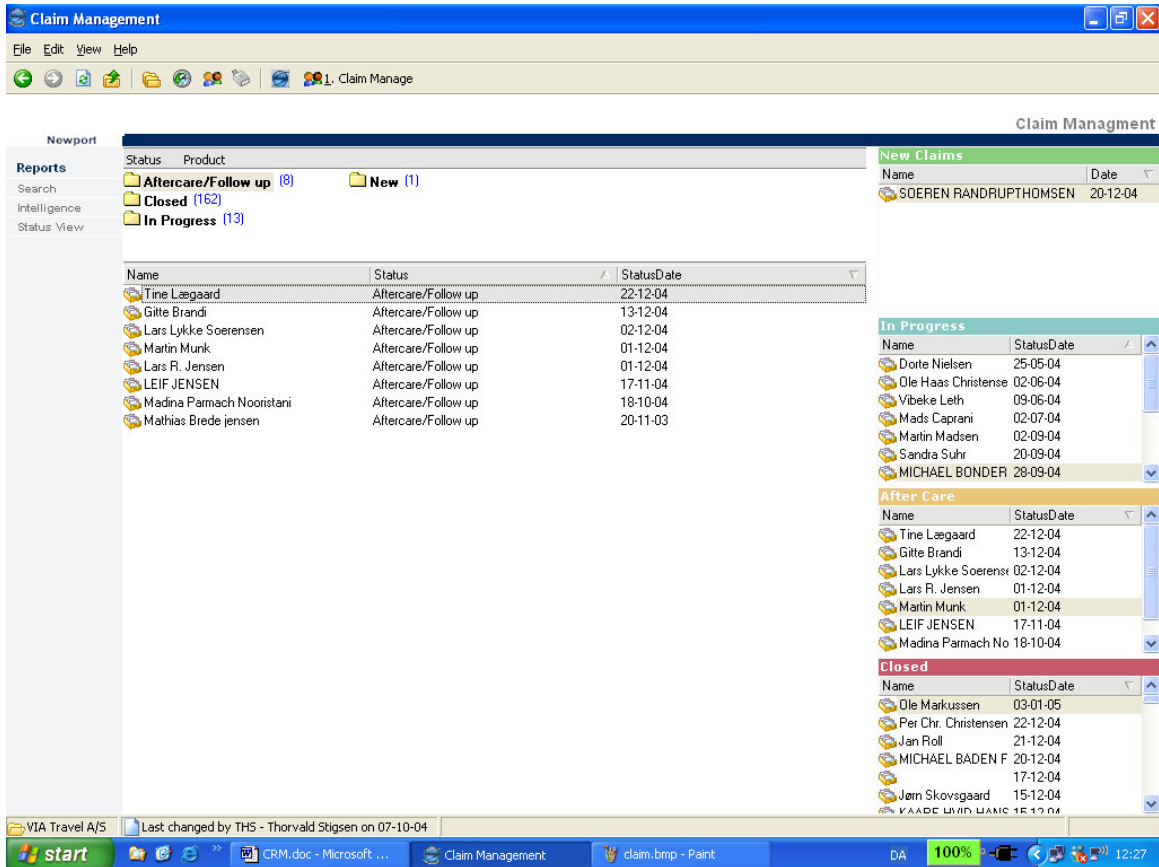 Claim Management
File Edit View Help
1. Claim Manage
Claim Managment
Newport
Reports
Search
Intelligence
Status View
Status Product
Aftercare/Follow up (8) New (1)
Closed (162)
In Progress (13)
Name Status StatusDate
Tine Lægaard Aftercare/Follow up 22-12-04
Gitte Brandi Aftercare/Follow up 13-12-04
Lars Lykke Soerensen Aftercare/Follow up 02-12-04
Martin Munk Aftercare/Follow up 01-12-04
Lars R. Jensen Aftercare/Follow up 01-12-04
LEIF JENSEN Aftercare/Follow up 17-11-04
Madina Parmach Nooristani Aftercare/Follow up 18-10-04
Mathias Brede jensen Aftercare/Follow up 20-11-03
New Claims
Name Date
SOEREN RANDRUPTHOMSEN 20-12-04
In Progress
Name StatusDate
Dorte Nielsen 25-05-04
Ole Haas Christense 02-06-04
Vibeke Leth 09-06-04
Mads Caprani 02-07-04
Martin Madsen 02-09-04
Sandra Suhr 20-09-04
MICHAEL BONDER 28-09-04
After Care
Name StatusDate
Tine Lægaard 22-12-04
Gitte Brandi 13-12-04
Lars Lykke Soerens 02-12-04
Lars R. Jensen 01-12-04
Martin Munk 01-12-04
LEIF JENSEN 17-11-04
Madina Parmach No 18-10-04
Closed
Name StatusDate
Ole Markussen 03-01-05
Per Chr. Christensen 22-12-04
Jan Roll 21-12-04
MICHAEL BADEN F 20-12-04
17-12-04
Jørn Skovsgaard 15-12-04
KAARE HVID HANS 15-12-04
VIA Travel A/S Last changed by THS - Thorvald Stigsen on 07-10-04
start CRM.doc - Microsoft ... Claim Management claim.bmp - Paint DA 100% 12:27